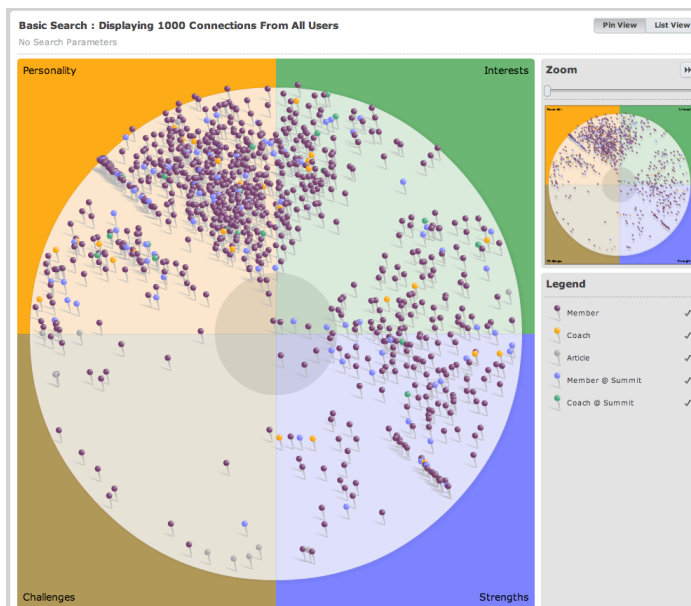 Basic Search : Displaying 1000 Connections From All Users
No Search Parameters
Pin View
List View
Personality
Interests
Challenges
Strengths
Zoom
Legend
Member
Coach
Article
Member @ Summit
Coach @ Summit